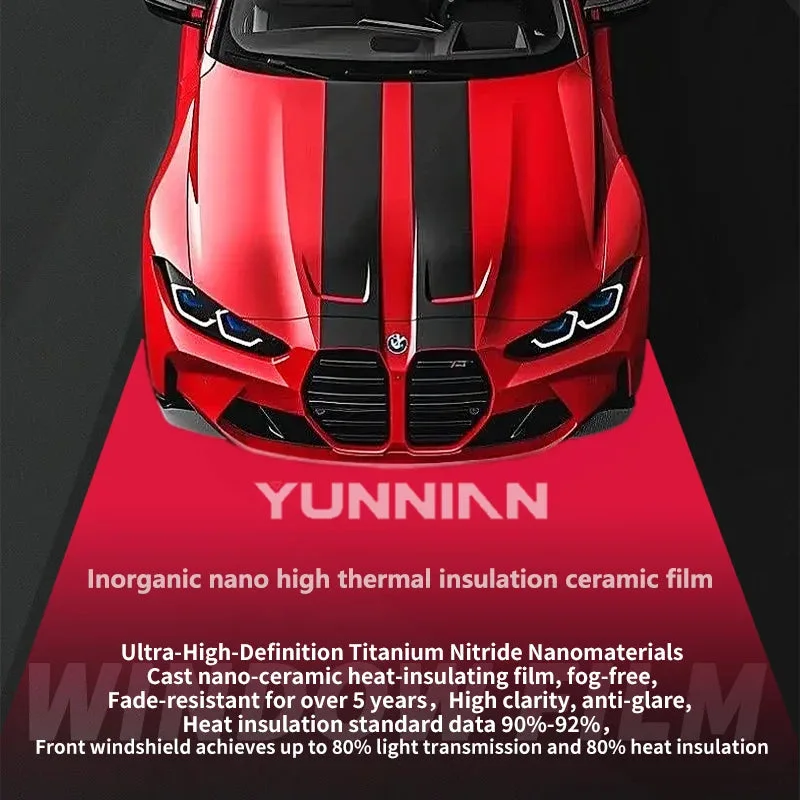 YUNNIAN
Inorganic nano high thermal insulation ceramic film
WINDOW FILM
Ultra-High-Definition Titanium Nitride Nanomaterials
Cast nano-ceramic heat-insulating film, fog-free,
Fade-resistant for over 5 years，High clarity, anti-glare,
Heat insulation standard data 90%-92%，
Front windshield achieves up to 80% light transmission and 80% heat insulation